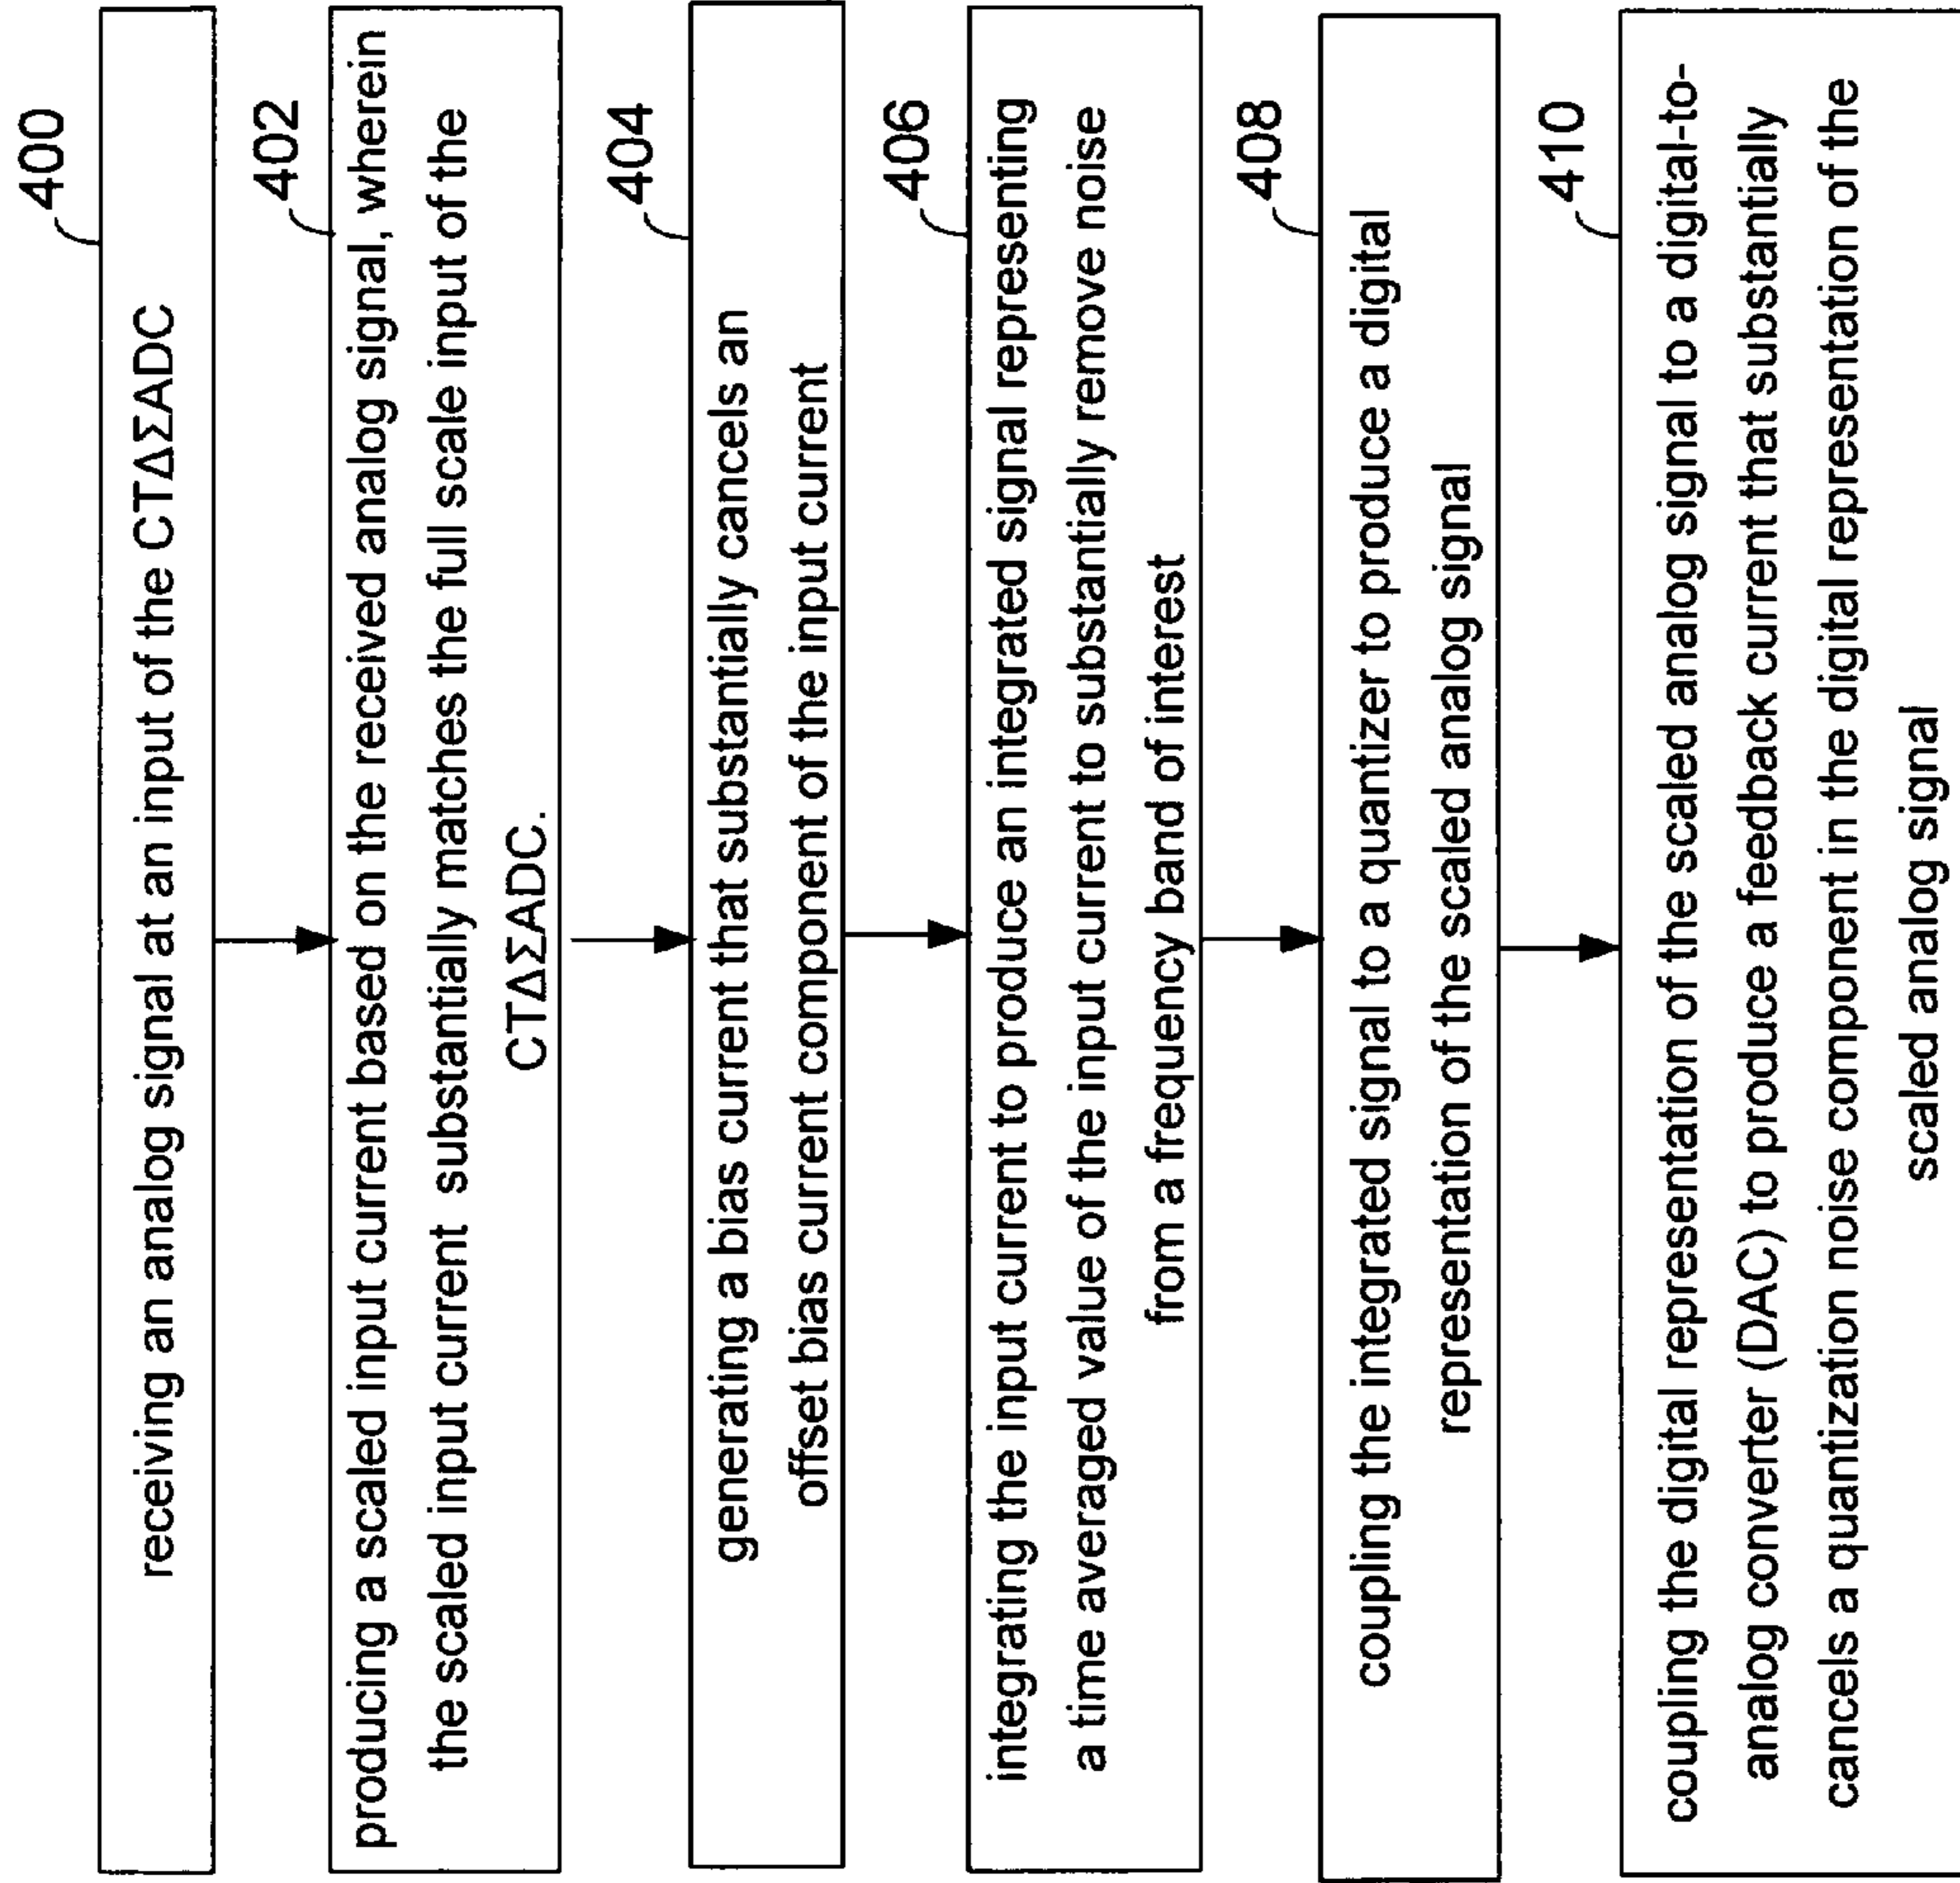 400
receiving an analog signal at an input of the CTΔΣADC
402
producing a scaled input current based on the received analog signal, wherein
the scaled input current substantially matches the full scale input of the
CTΔΣADC.
404
generating a bias current that substantially cancels an
offset bias current component of the input current
406
integrating the input current to produce an integrated signal representing
a time averaged value of the input current to substantially remove noise
from a frequency band of interest
408
coupling the integrated signal to a quantizer to produce a digital
representation of the scaled analog signal
410
coupling the digital representation of the scaled analog signal to a digital-to-
analog converter (DAC) to produce a feedback current that substantially
cancels a quantization noise component in the digital representation of the
scaled analog signal